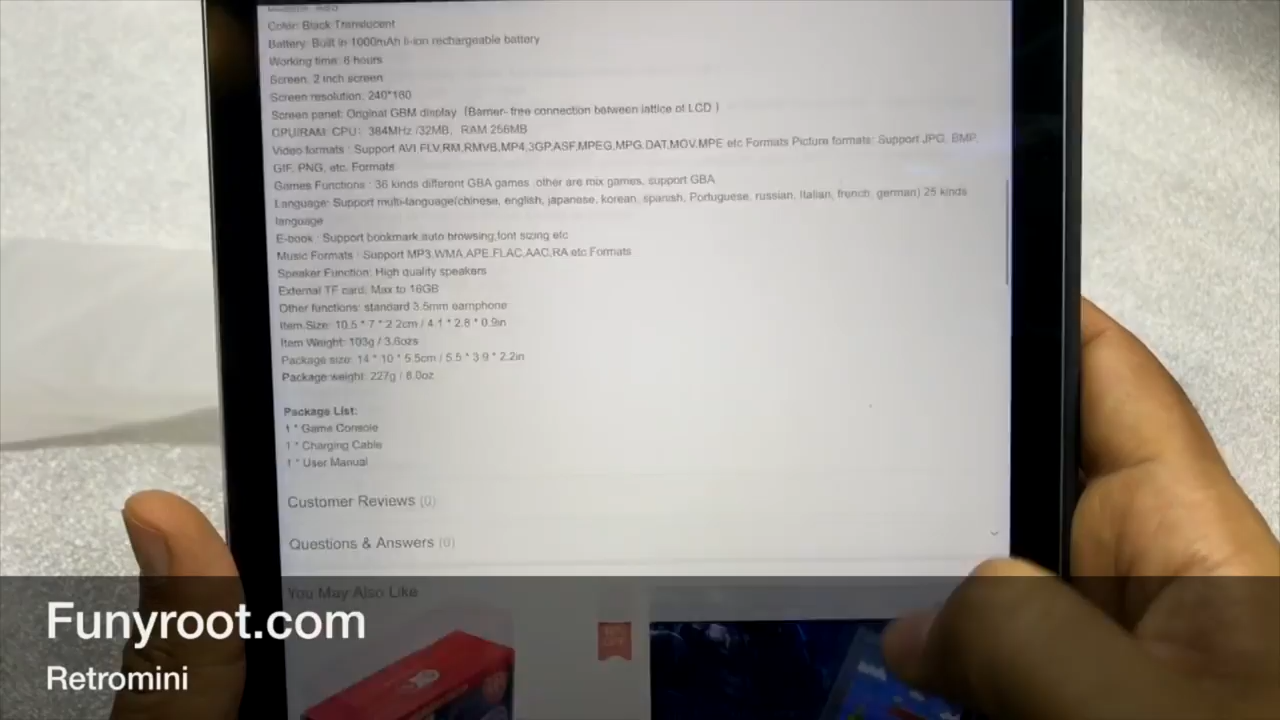 Color: Black Translucent
Battery: Built in 1000mAh li-ion rechargeable battery
Working time: 6 hours
Screen: 2 inch screen
Screen resolution: 240*160
Screen panel: Original GBM display (Barrier- free connection between lattice of LCD )
CPU/RAM CPU: 384MHz /32MB, RAM 256MB
Video formats : Support AVI,FLV,RM,RMVB,MP4,3GP,ASF,MPEG,MPG,DAT,MOV,MPE etc Formats Picture formats: Support JPG, BMP,
GIF, PNG, etc. Formats
Games Functions : 36 kinds different GBA games other are mix games, support GBA
Language: Support multi-language(chinese, english, japanese, korean, spanish, Portuguese, russian, Italian, french, german) 25 kinds
language
E-book : Support bookmark,auto browsing,font sizing etc
Music Formats : Support MP3,WMA,APE,FLAC,AAC,RA etc Formats
Speaker Function: High quality speakers
External TF card: Max to 16GB
Other functions: standard 3.5mm earphone
Item Size: 10.5 * 7 * 2.2cm / 4.1 * 2.8 * 0.9in
Item Weight: 103g / 3.6ozs
Package size: 14 * 10 * 5.5cm / 5.5 * 3.9 * 2.2in
Package weight: 227g / 8.0oz
Package List:
1 * Game Console
1 * Charging Cable
1 * User Manual
Customer Reviews (0)
Questions & Answers (0)
You May Also Like
OFF
Funyroot.com
Retromini